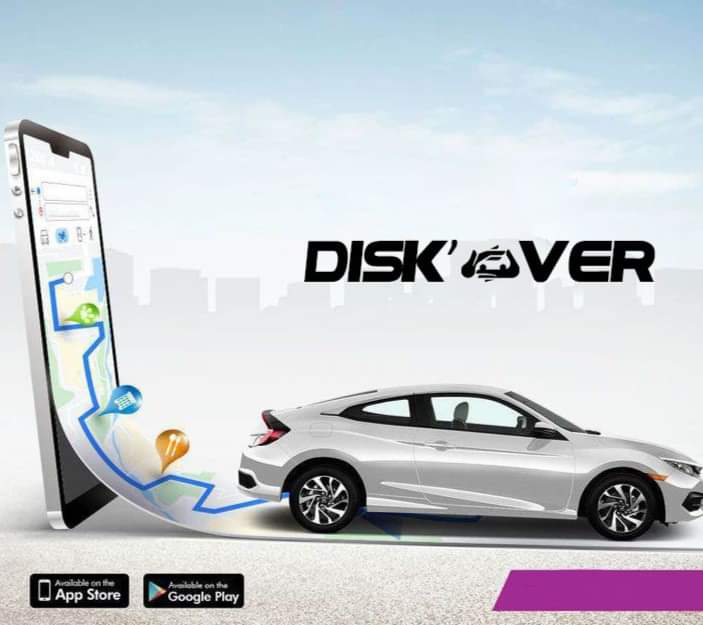 DISK'OVER
Available on the
App Store
Available on the
Google Play